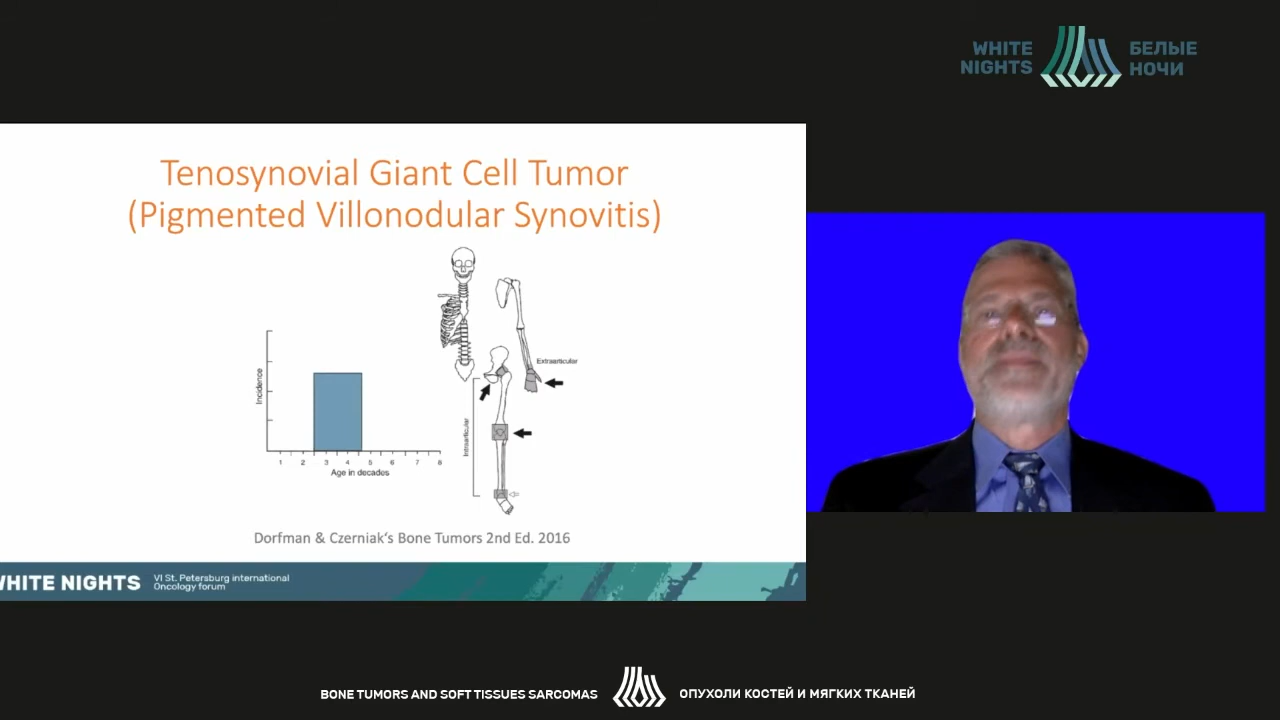 WHITE
NIGHTS
БЕЛЫЕ
НОЧИ
Tenosynovial Giant Cell Tumor
(Pigmented Villonodular Synovitis)
Extraarticular
Incidence
Intraarticular
1 2 3 4 5 6 7 8
Age in decades
Dorfman & Czerniak's Bone Tumors 2nd Ed. 2016
WHITE NIGHTS
VI St. Petersburg international
Oncology forum
BONE TUMORS AND SOFT TISSUES SARCOMAS
ОПУХОЛИ КОСТЕЙ И МЯГКИХ ТКАНЕЙ